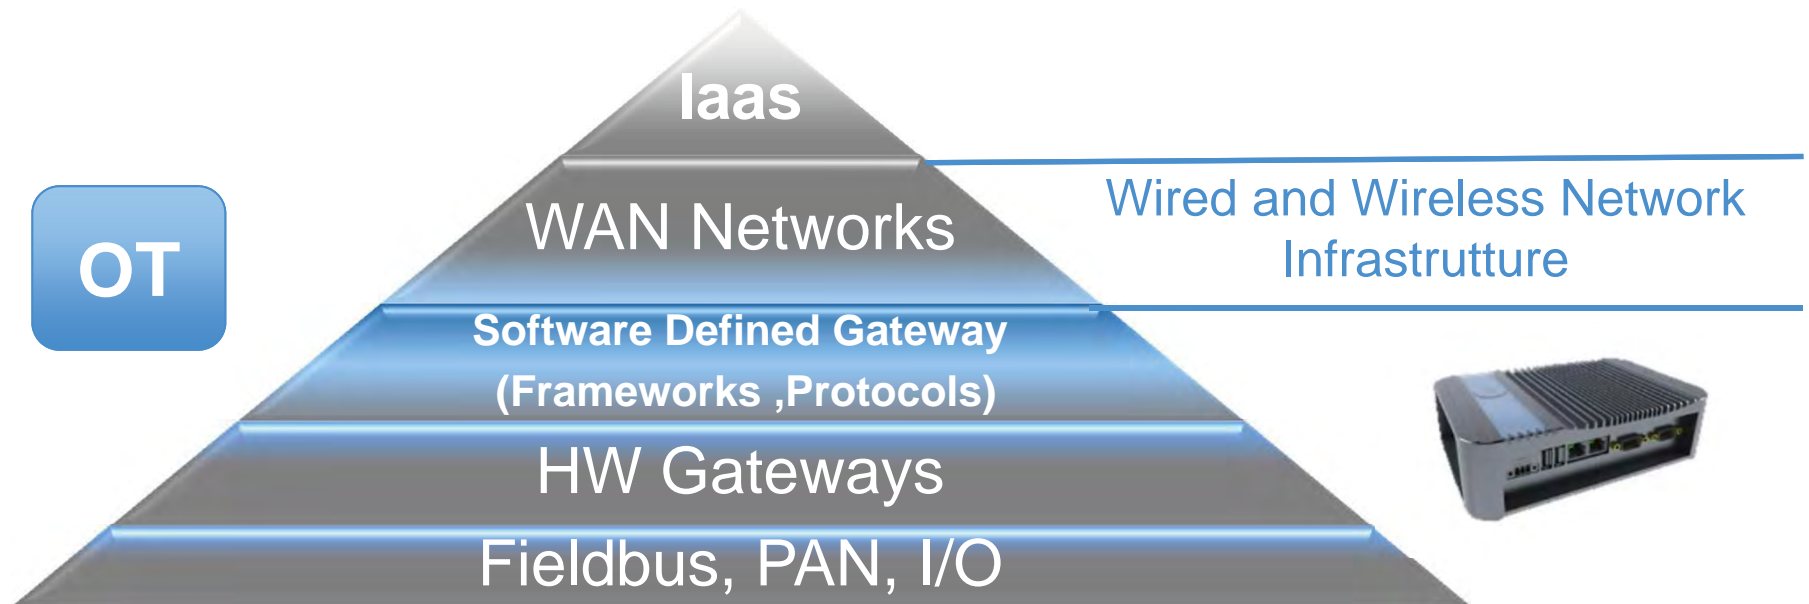 Iaas
WAN Networks
Wired and Wireless Network
Infrastrutture
OT
Software Defined Gateway
(Frameworks ,Protocols)
HW Gateways
Fieldbus, PAN, I/O